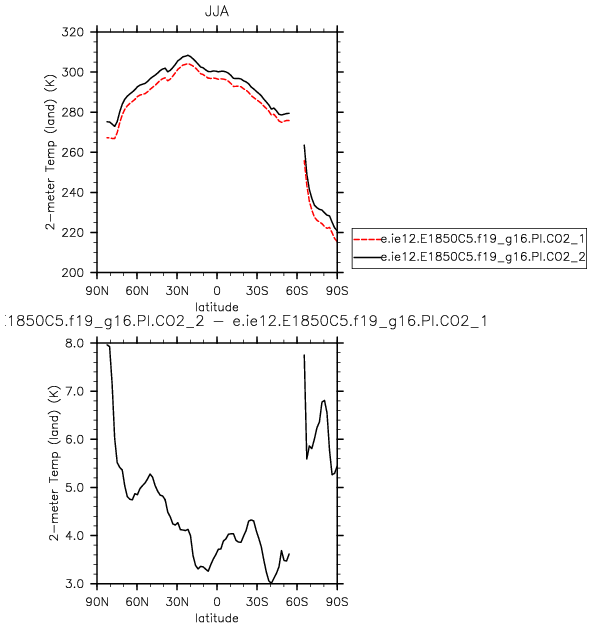 JJA
2-meter Temp (land) (K)
320
300
280
260
240
220
200
90N 60N 30N 0 30S 60S 90S
latitude
e.ie12.E1850C5.f19_g16.PI.CO2_1
e.ie12.E1850C5.f19_g16.PI.CO2_2
.1850C5.f19_g16.PI.CO2_2 - e.ie12.E1850C5.f19_g16.PI.CO2_1
2-meter Temp (land) (K)
8.0
7.0
6.0
5.0
4.0
3.0
90N 60N 30N 0 30S 60S 90S
latitude